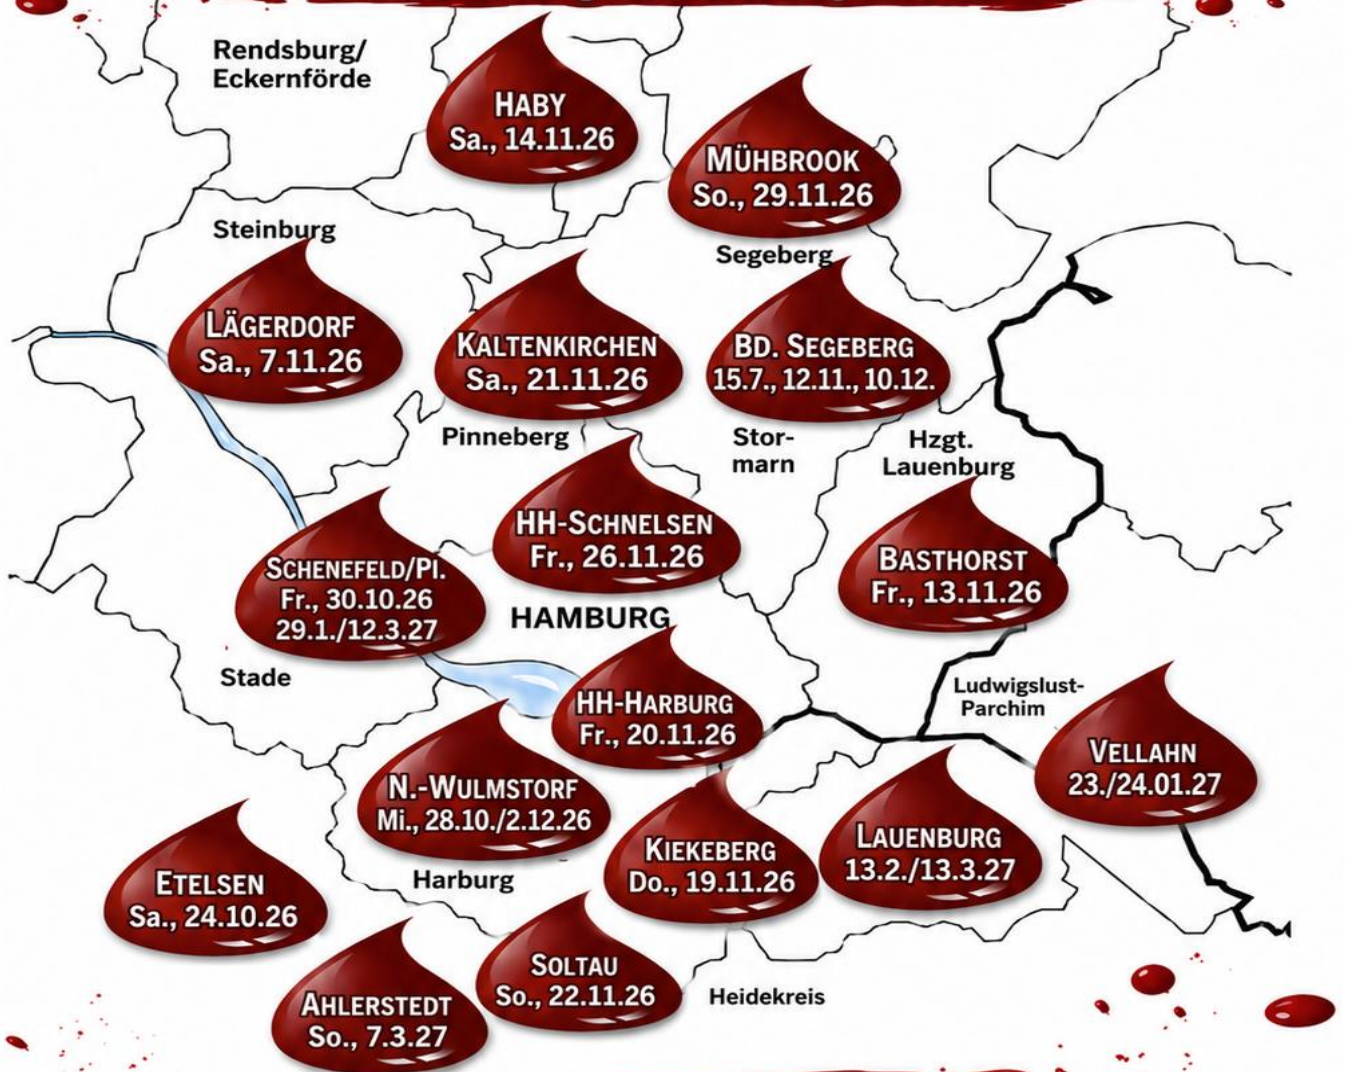 Rendsburg/
Eckernförde
HABY
Sa., 14.11.26
MÜHBROOK
So., 29.11.26
Steinburg
Segeberg
LÄGERDORF
Sa., 7.11.26
KALTENKIRCHEN
Sa., 21.11.26
BD. SEGEBERG
15.7., 12.11., 10.12.
Pinneberg
Stor-
marn
Hzgt.
Lauenburg
HH-SCHNELSEN
Fr., 26.11.26
SCHENEFELD/PI.
Fr., 30.10.26
29.1./12.3.27
BASTHORST
Fr., 13.11.26
HAMBURG
Stade
HH-HARBURG
Fr., 20.11.26
Ludwigslust-
Parchim
VELLAHN
23./24.01.27
N.-WULMSTORF
Mi., 28.10./2.12.26
KIEKEBERG
Do., 19.11.26
LAUENBURG
13.2./13.3.27
Harburg
ETELSEN
Sa., 24.10.26
SOLTAU
So., 22.11.26
Heidekreis
AHLERSTEDT
So., 7.3.27